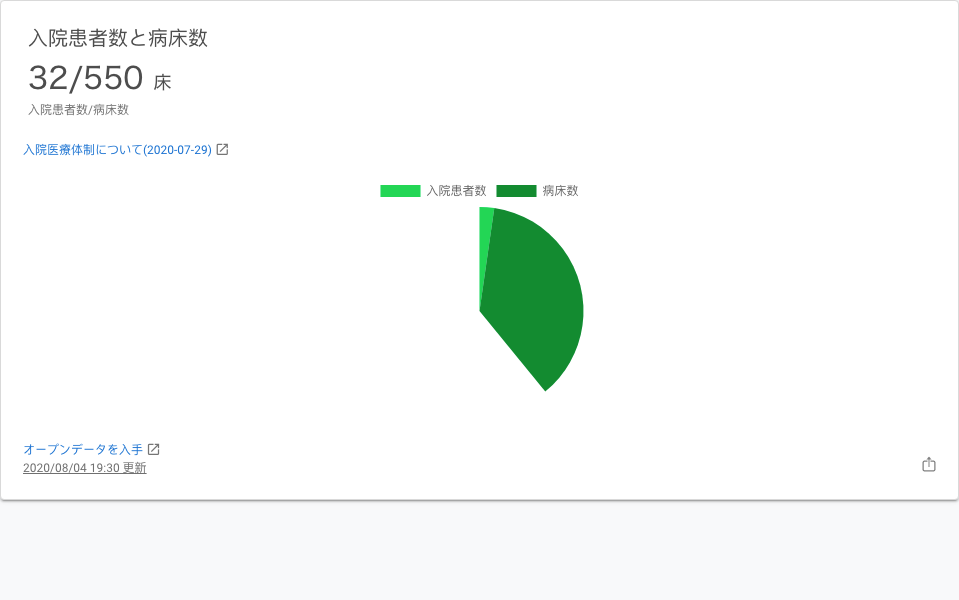 入院患者数と病床数
32/550 床
入院患者数/病床数
入院医療体制について(2020-07-29)
入院患者数 病床数
オープンデータを入手
2020/08/04 19:30 更新